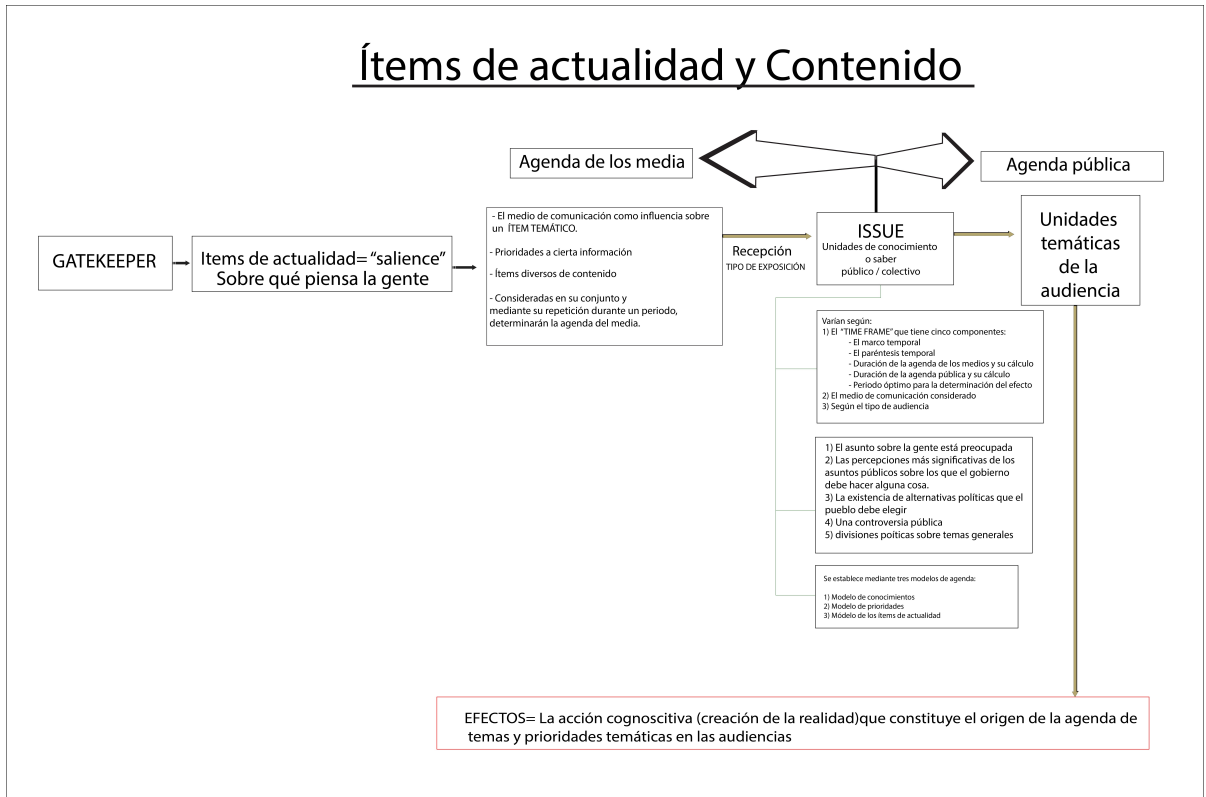 Ítems de actualidad y Contenido
Agenda de los media
Agenda pública
GATEKEEPER
Items de actualidad= “salience”
Sobre qué piensa la gente
- El medio de comunicación como influencia sobre
un ÍTEM TEMÁTICO.
- Prioridades a cierta información
- Ítems diversos de contenido
- Consideradas en su conjunto y
mediante su repetición durante un periodo,
determinarán la agenda del media.
Recepción
TIPO DE EXPOSICIÓN
ISSUE
Unidades de conocimiento
o saber
público / colectivo
Unidades
temáticas
de la
audiencia
Varían según:
1) El “TIME FRAME” que tiene cinco componentes:
- El marco temporal
- El paréntesis temporal
- Duración de la agenda de los medios y su cálculo
- Duración de la agenda pública y su cálculo
- Periodo óptimo para la determinación del efecto
2) El medio de comunicación considerado
3) Según el tipo de audiencia
1) El asunto sobre la gente está preocupada
2) Las percepciones más significativas de los
asuntos públicos sobre los que el gobierno
debe hacer alguna cosa.
3) La existencia de alternativas políticas que el
pueblo debe elegir
4) Una controversia pública
5) divisiones poíticas sobre temas generales
Se establece mediante tres modelos de agenda:
1) Modelo de conocimientos
2) Modelo de prioridades
3) Módelo de los ítems de actualidad
EFECTOS= La acción cognoscitiva (creación de la realidad)que constituye el origen de la agenda de
temas y prioridades temáticas en las audiencias